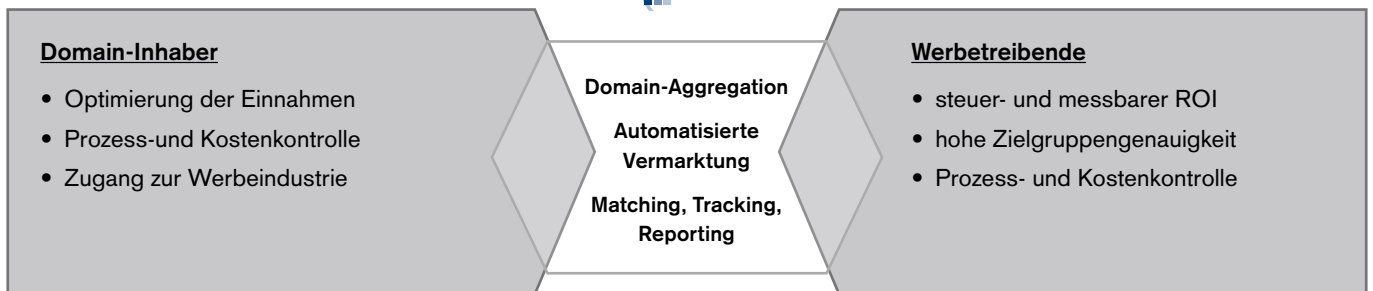 Domain-Inhaber
• Optimierung der Einnahmen
• Prozess-und Kostenkontrolle
• Zugang zur Werbeindustrie
Domain-Aggregation
Automatisierte
Vermarktung
Matching, Tracking,
Reporting
Werbetreibende
• steuer- und messbarer ROI
• hohe Zielgruppengenauigkeit
• Prozess- und Kostenkontrolle